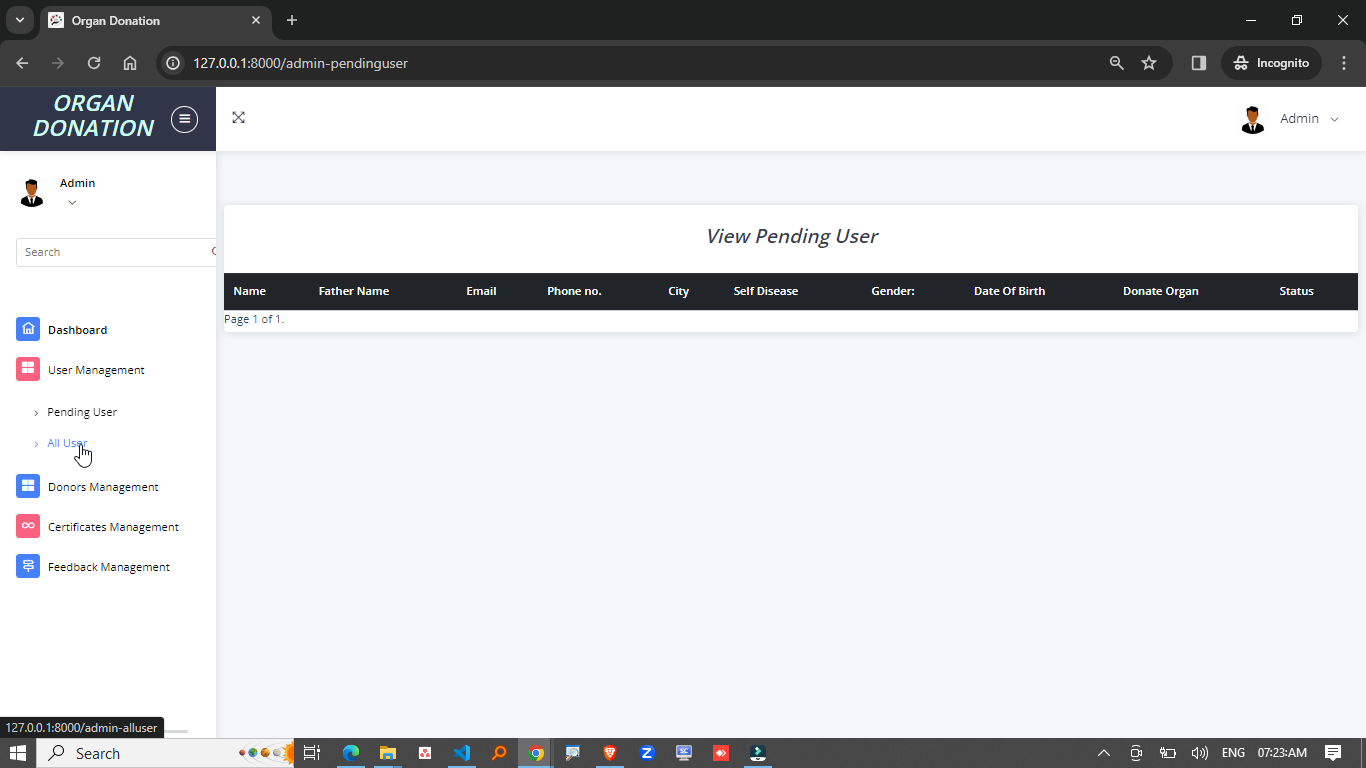 Organ Donation
127.0.0.1:8000/admin-pendinguser
Incognito
ORGAN
DONATION
Admin
Admin
Search
View Pending User
Name Father Name Email Phone no. City Self Disease Gender: Date Of Birth Donate Organ Status
Page 1 of 1.
Dashboard
User Management
Pending User
All User
Donors Management
Certificates Management
Feedback Management
127.0.0.1:8000/admin-alluser
Search
ENG 07:23:AM